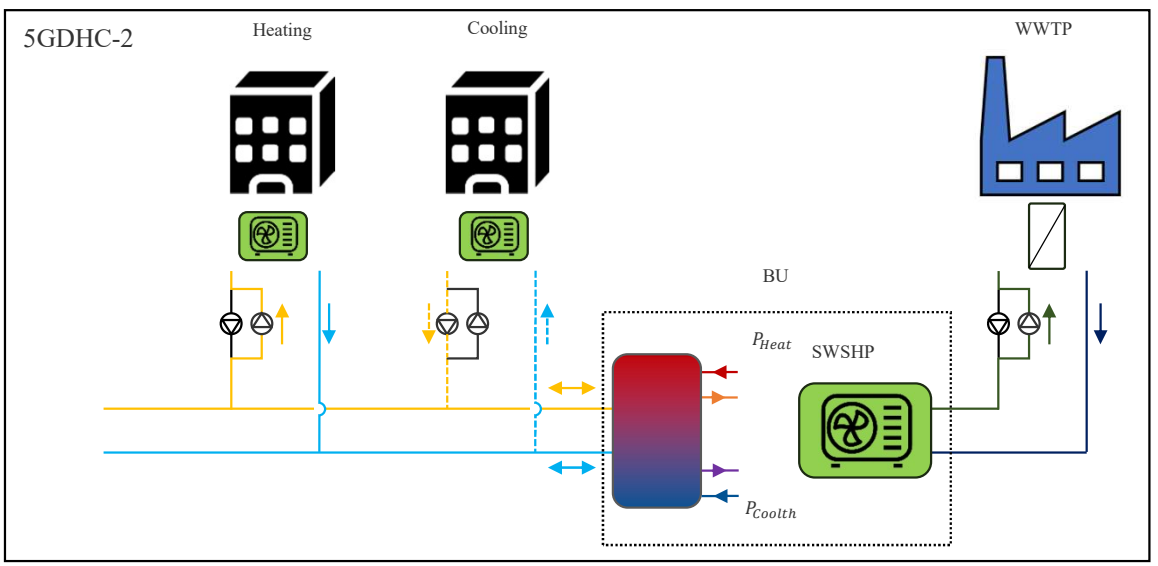 5GDHC-2
Heating
Cooling
WWTP
BU
P_Heat
SWSHP
P_Coolth